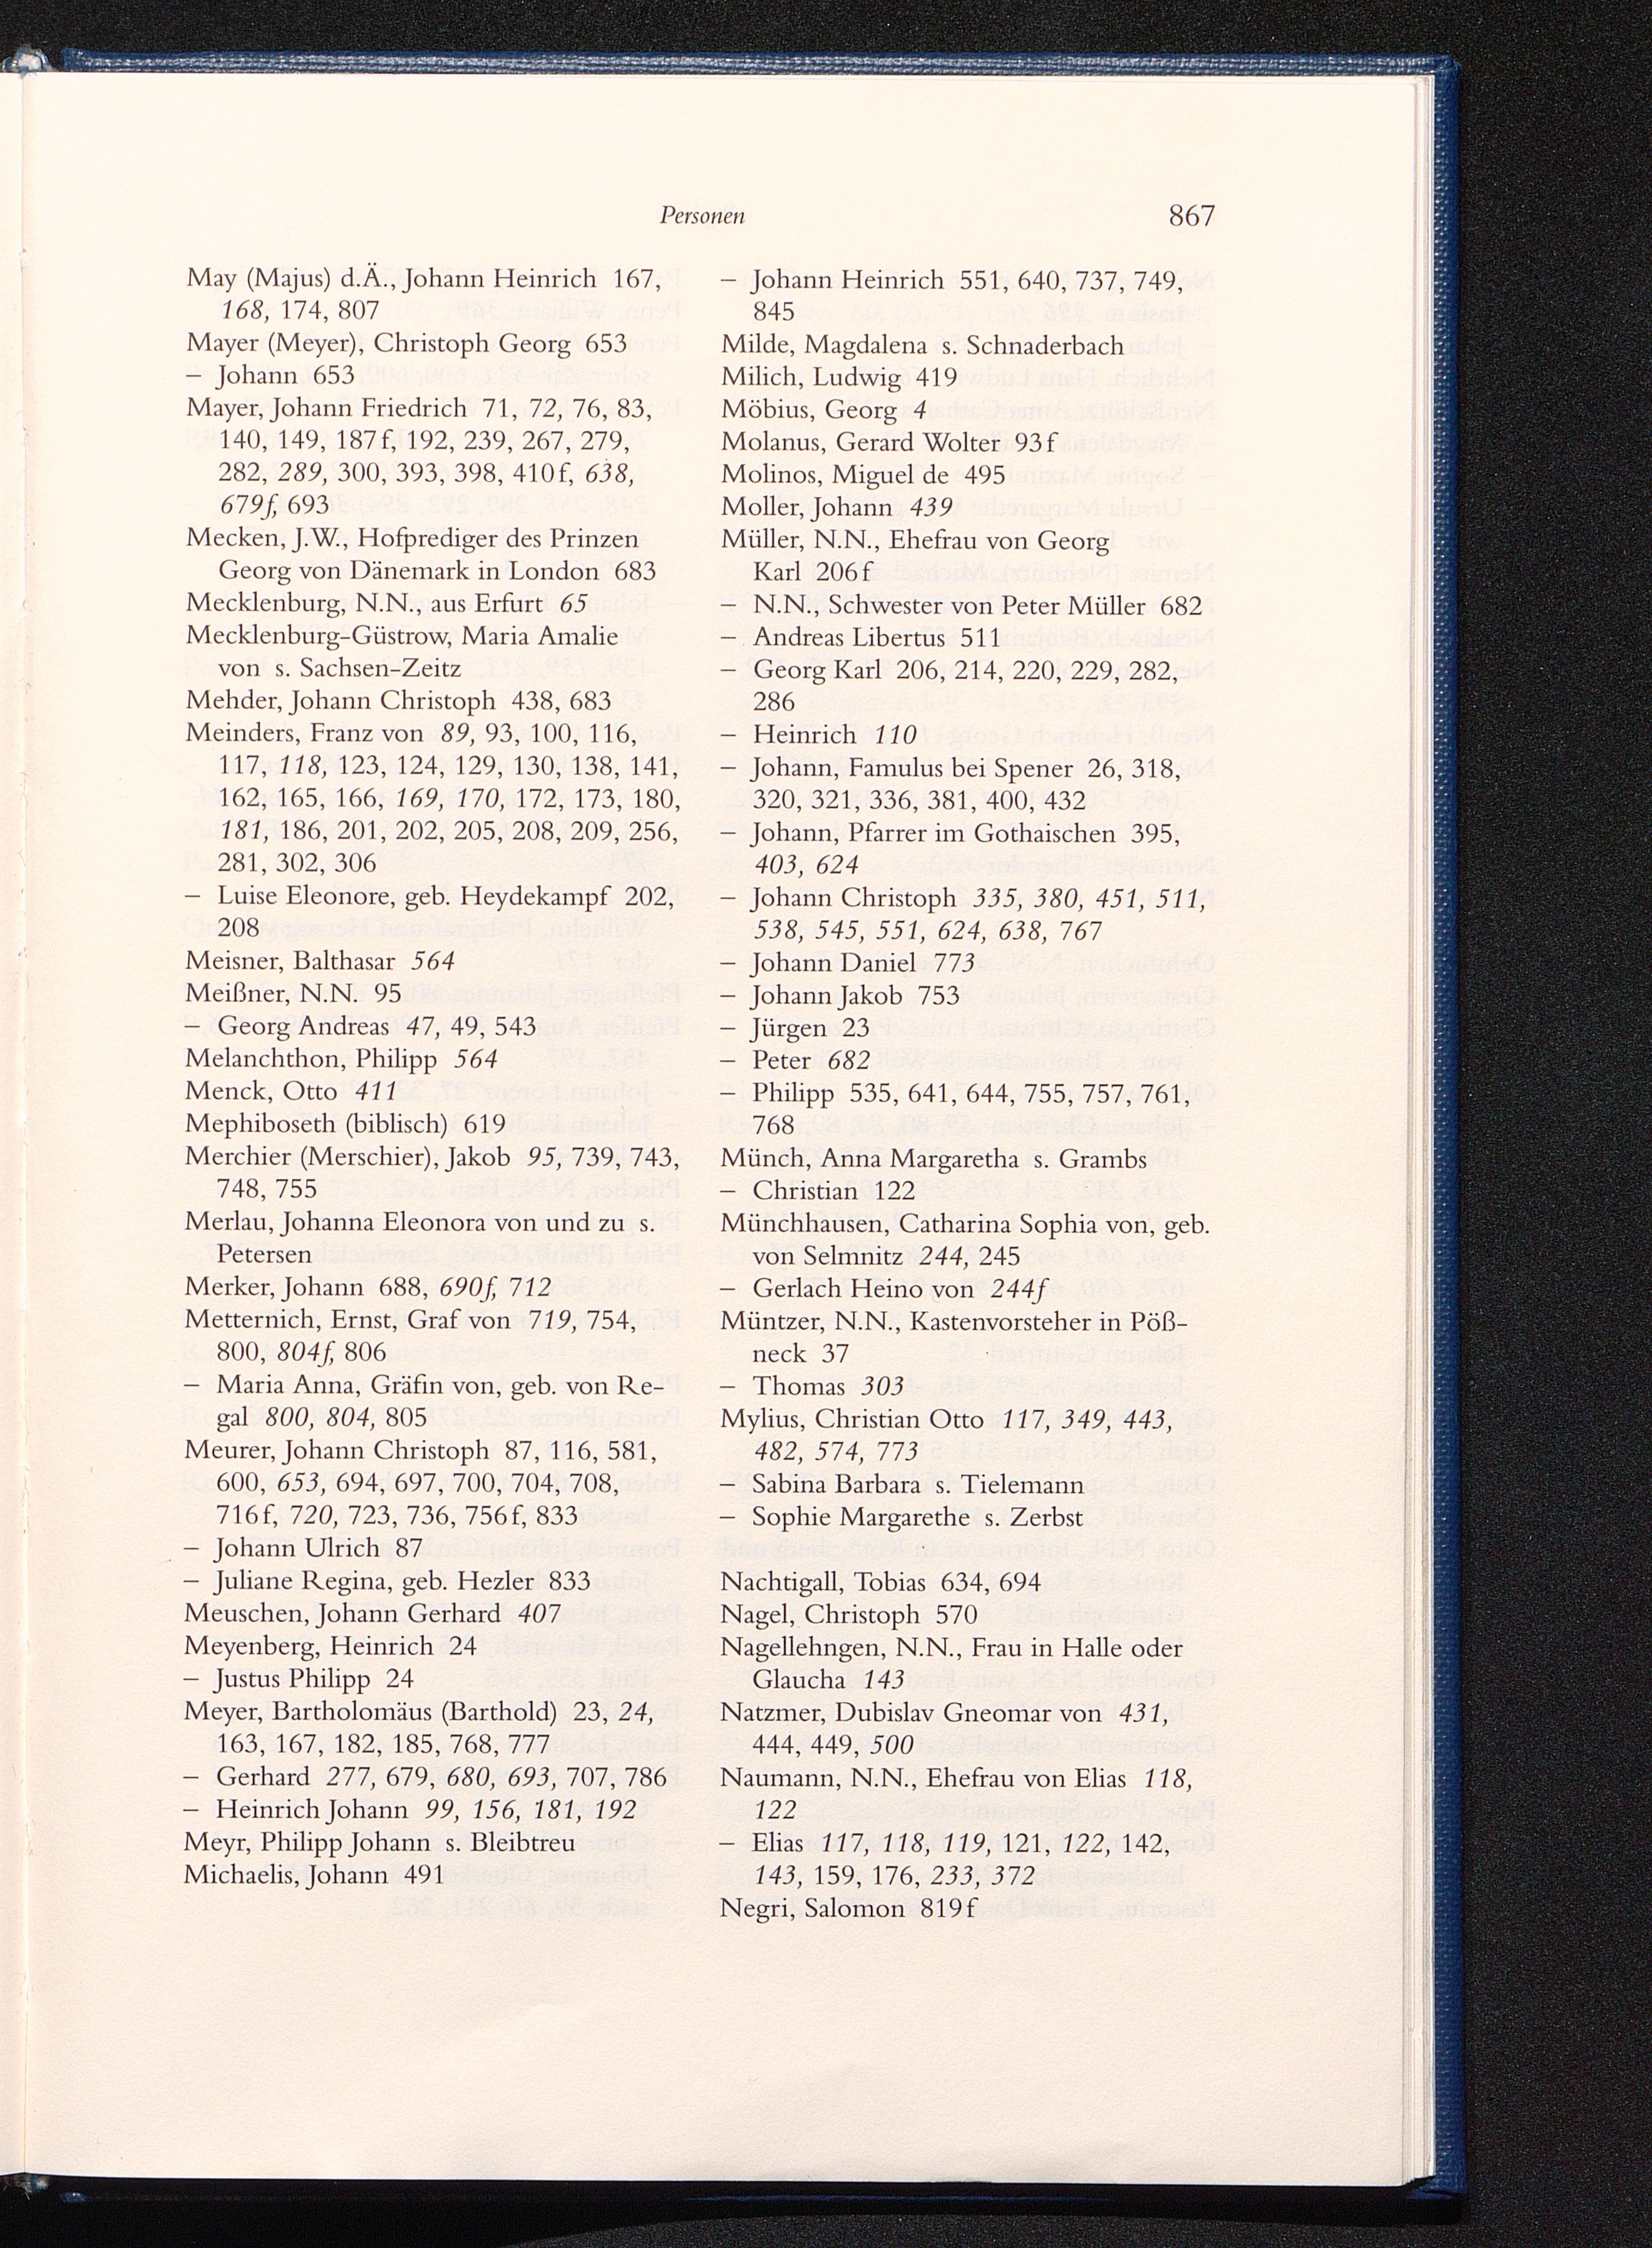 Personen 867
May (Majus) d.Ä., Johann Heinrich 167,
168, 174, 807
Mayer (Meyer), Christoph Georg 653
– Johann 653
Mayer, Johann Friedrich 71, 72, 76, 83,
140, 149, 187f, 192, 239, 267, 279,
282, 289, 300, 393, 398, 410f, 638,
679f, 693
Mecken, J.W., Hofprediger des Prinzen
Georg von Dänemark in London 683
Mecklenburg, N.N., aus Erfurt 65
Mecklenburg-Güstrow, Maria Amalie
von s. Sachsen-Zeitz
Mehder, Johann Christoph 438, 683
Meinders, Franz von 89, 93, 100, 116,
117, 118, 123, 124, 129, 130, 138, 141,
162, 165, 166, 169, 170, 172, 173, 180,
181, 186, 201, 202, 205, 208, 209, 256,
281, 302, 306
– Luise Eleonore, geb. Heydekampf 202,
208
Meisner, Balthasar 564
Meißner, N.N. 95
– Georg Andreas 47, 49, 543
Melanchthon, Philipp 564
Menck, Otto 411
Mephiboseth (biblisch) 619
Merchier (Merschier), Jakob 95, 739, 743,
748, 755
Merlau, Johanna Eleonora von und zu s.
Petersen
Merker, Johann 688, 690f, 712
Metternich, Ernst, Graf von 719, 754,
800, 804f, 806
– Maria Anna, Gräfin von, geb. von Re-
gal 800, 804, 805
Meurer, Johann Christoph 87, 116, 581,
600, 653, 694, 697, 700, 704, 708,
716f, 720, 723, 736, 756f, 833
– Johann Ulrich 87
– Juliane Regina, geb. Hezler 833
Meuschen, Johann Gerhard 407
Meyenberg, Heinrich 24
– Justus Philipp 24
Meyer, Bartholomäus (Barthold) 23, 24,
163, 167, 182, 185, 768, 777
– Gerhard 277, 679, 680, 693, 707, 786
– Heinrich Johann 99, 156, 181, 192
Meyr, Philipp Johann s. Bleibtreu
Michaelis, Johann 491
– Johann Heinrich 551, 640, 737, 749,
845
Milde, Magdalena s. Schnaderbach
Milich, Ludwig 419
Möbius, Georg 4
Molanus, Gerard Wolter 93f
Molinos, Miguel de 495
Moller, Johann 439
Müller, N.N., Ehefrau von Georg
Karl 206f
– N.N., Schwester von Peter Müller 682
– Andreas Libertus 511
– Georg Karl 206, 214, 220, 229, 282,
286
– Heinrich 110
– Johann, Famulus bei Spener 26, 318,
320, 321, 336, 381, 400, 432
– Johann, Pfarrer im Gothaischen 395,
403, 624
– Johann Christoph 335, 380, 451, 511,
538, 545, 551, 624, 638, 767
– Johann Daniel 773
– Johann Jakob 753
– Jürgen 23
– Peter 682
– Philipp 535, 641, 644, 755, 757, 761,
768
Münch, Anna Margaretha s. Grambs
– Christian 122
Münchhausen, Catharina Sophia von, geb.
von Selmnitz 244, 245
– Gerlach Heino von 244f
Müntzer, N.N., Kastenvorsteher in Pöß-
neck 37
– Thomas 303
Mylius, Christian Otto 117, 349, 443,
482, 574, 773
– Sabina Barbara s. Tielemann
– Sophie Margarethe s. Zerbst
Nachtigall, Tobias 634, 694
Nagel, Christoph 570
Nagellehngen, N.N., Frau in Halle oder
Glaucha 143
Natzmer, Dubislav Gneomar von 431,
444, 449, 500
Naumann, N.N., Ehefrau von Elias 118,
122
– Elias 117, 118, 119, 121, 122, 142,
143, 159, 176, 233, 372
Negri, Salomon 819f